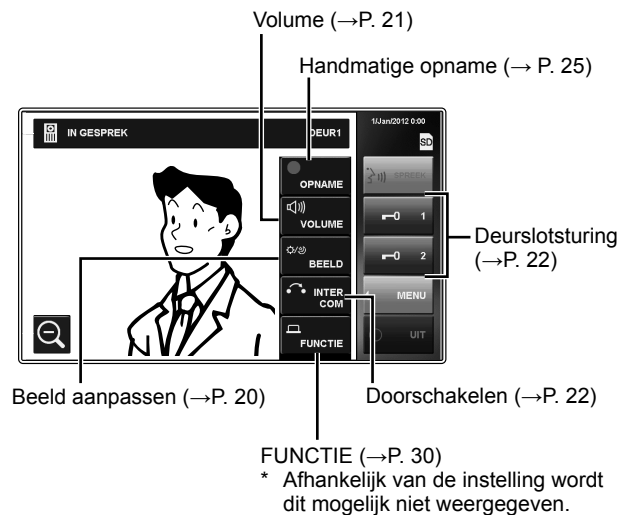 Volume (→P. 21)
Handmatige opname (→ P. 25)
1/Jan/2012 0:00
IN GESPREK
DEUR1
SD
OPNAME
SPREEK
VOLUME
1
BEELD
2
Deurslotsturing
(→P. 22)
INTER
COM
MENU
FUNCTIE
UIT
Beeld aanpassen (→P. 20)
Doorschakelen (→P. 22)
FUNCTIE (→P. 30)
* Afhankelijk van de instelling wordt
dit mogelijk niet weergegeven.